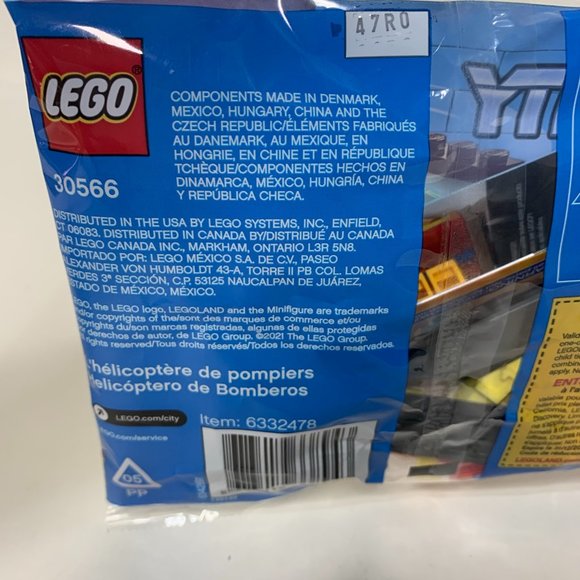 47R0
LEGO
COMPONENTS MADE IN DENMARK,
MEXICO, HUNGARY, CHINA AND THE
CZECH REPUBLIC/ÉLÉMENTS FABRIQUÉS
AU DANEMARK, AU MEXIQUE, EN
HONGRIE, EN CHINE ET EN RÉPUBLIQUE
TCHÈQUE/COMPONENTES HECHOS EN
DINAMARCA, MÉXICO, HUNGRÍA, CHINA
Y REPÚBLICA CHECA.
30566
DISTRIBUTED IN THE USA BY LEGO SYSTEMS, INC., ENFIELD,
CT 06083. DISTRIBUTED IN CANADA BY/DISTRIBUÉ AU CANADA
PAR LEGO CANADA INC., MARKHAM, ONTARIO L3R 5N8.
IMPORTADO POR: LEGO MÉXICO S.A. DE C.V., PASEO
ALEXANDER VON HUMBOLDT 43-A, TORRE II PB COL. LOMAS
VERDES 3ª SECCIÓN, C.P. 53125 NAUCALPAN DE JUÁREZ,
ESTADO DE MÉXICO, MÉXICO.
LEGO, the LEGO logo, LEGOLAND and the Minifigure are trademarks
and/or copyrights of the/sont des marques de commerce et/ou
copyrights du/son marcas registradas, algunas de ellas protegidas
por derechos de autor, de LEGO Group. ©2021 The LEGO Group.
All rights reserved/Tous droits réservés/Todos los derechos
L'hélicoptère de pompiers
Helicóptero de Bomberos
LEGO.com/city
Item: 6332478
LEGO.com/service
05
PP